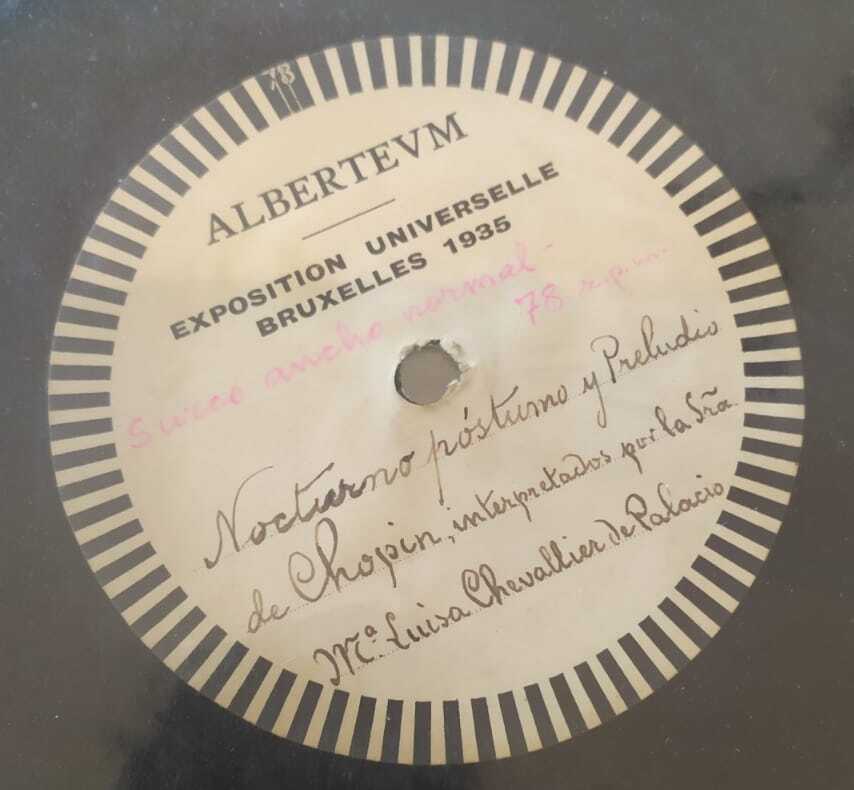 78
ALBERTEVM
EXPOSITION UNIVERSELLE
BRUXELLES 1935
Surco ancho normal-
78 r.p.m.
Nocturno póstumo y Preludio
de Chopin, interpretados por la Sra
Mª. Luisa Chevallier de Palacio